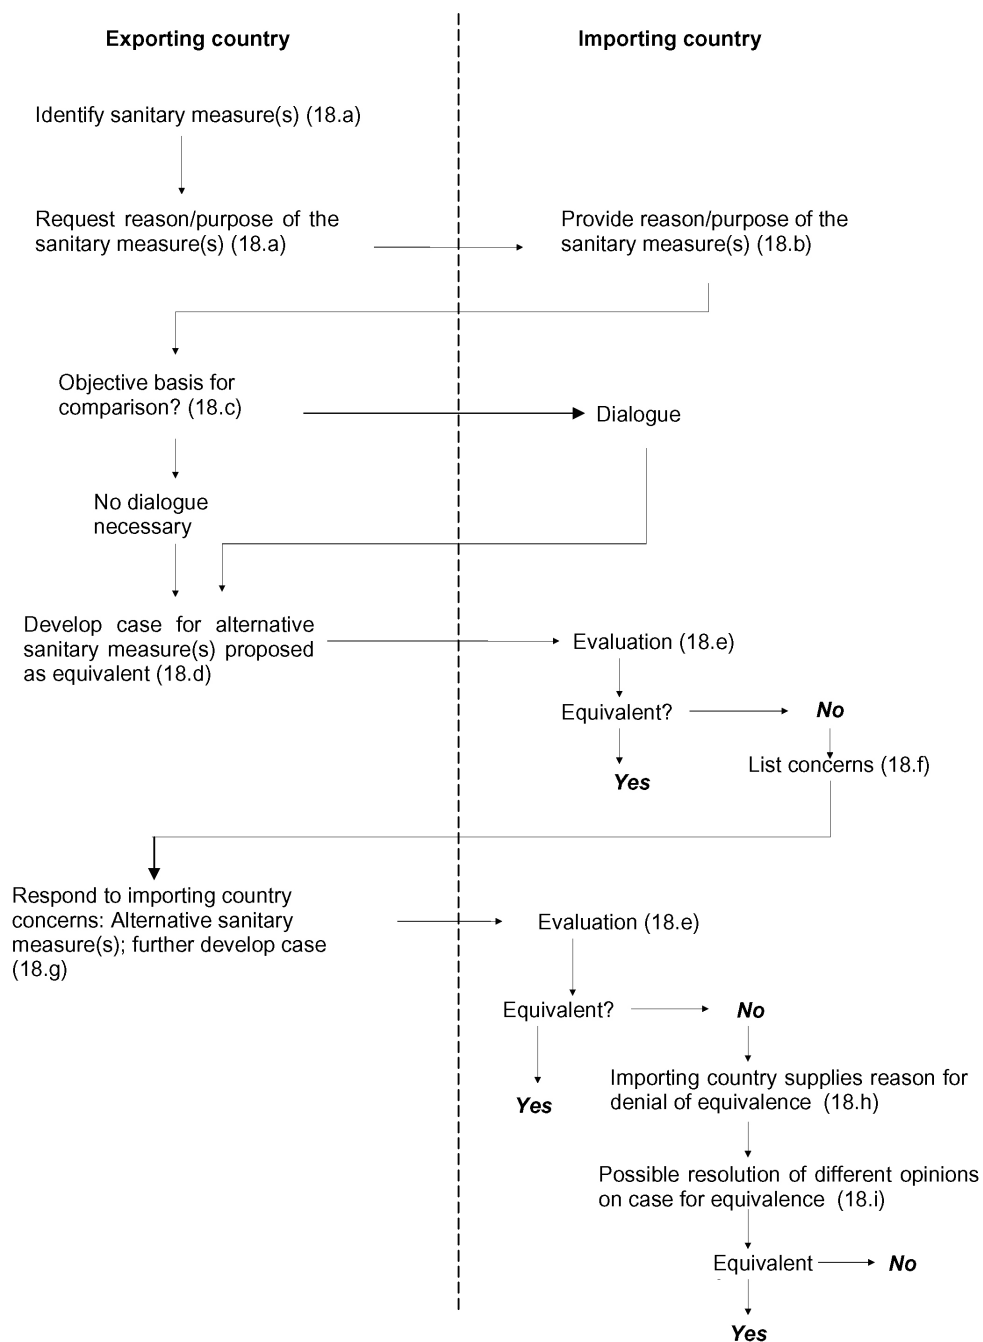 Exporting country
Importing country
Identify sanitary measure(s) (18.a)
Request reason/purpose of the
sanitary measure(s) (18.a)
Provide reason/purpose of the
sanitary measure(s) (18.b)
Objective basis for
comparison? (18.c)
Dialogue
No dialogue
necessary
Develop case for alternative
sanitary measure(s) proposed
as equivalent (18.d)
Evaluation (18.e)
Equivalent?
No
Yes
List concerns (18.f)
Respond to importing country
concerns: Alternative sanitary
measure(s); further develop case
(18.g)
Evaluation (18.e)
Equivalent?
No
Yes
Importing country supplies reason for
denial of equivalence (18.h)
Possible resolution of different opinions
on case for equivalence (18.i)
Equivalent
No
Yes